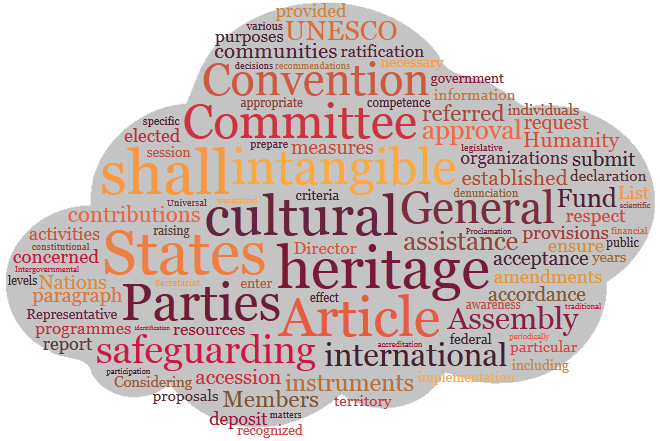 provided
various
UNESCO
purposes
communities ratification
decisions recommendations necessary
Convention government
information
appropriate competence
Committee referred individuals
specific approval request
elected Humanity
prepare measures legislative
session organizations submit
shall intangible
established declaration
criteria denunciation
Universal cultural General Fund List
scientific
contributions respect
raising Proclamation financial
activities provisions
constitutional Director assistance ensure public
States
concerned heritage acceptance years
Intergovernmental
levels Nations Secretariat enter amendments
paragraph Parties effect accordance
awareness traditional
Representative Article Assembly
programmes identification resources
federal periodically
report safeguarding international particular
accreditation
participation including
Considering accession instruments implementation
proposals Members territory
deposit matters
recognized